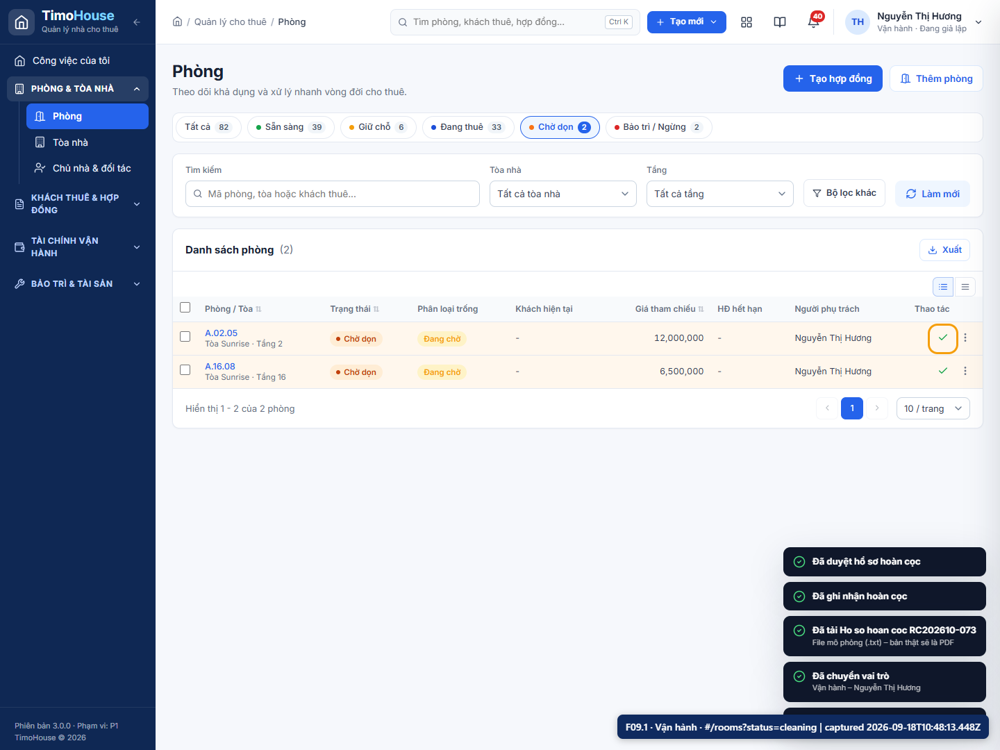 TimoHouse
Quản lý nhà cho thuê
Công việc của tôi
PHÒNG & TÒA NHÀ
Phòng
Tòa nhà
Chủ nhà & đối tác
KHÁCH THUÊ & HỢP
ĐỒNG
TÀI CHÍNH VẬN
HÀNH
BẢO TRÌ & TÀI SẢN
Phiên bản 3.0.0 · Phạm vi: P1
TimoHouse © 2026
/ Quản lý cho thuê / Phòng
Tìm phòng, khách thuê, hợp đồng...
Ctrl K
Tạo mới
40
TH
Nguyễn Thị Hương
Vận hành · Đang giả lập
Phòng
Theo dõi khả dụng và xử lý nhanh vòng đời cho thuê.
Tạo hợp đồng
Thêm phòng
Tất cả 82
Sẵn sàng 39
Giữ chỗ 6
Đang thuê 33
Chờ dọn 2
Bảo trì / Ngừng 2
Tìm kiếm
Mã phòng, tòa hoặc khách thuê...
Tòa nhà
Tất cả tòa nhà
Tầng
Tất cả tầng
Bộ lọc khác
Làm mới
Danh sách phòng (2)
Xuất
Phòng / Tòa Trạng thái Phân loại trống Khách hiện tại Giá tham chiếu HĐ hết hạn Người phụ trách Thao tác
A.02.05
Tòa Sunrise · Tầng 2
Chờ dọn Đang chờ - 12,000,000 - Nguyễn Thị Hương
A.16.08
Tòa Sunrise · Tầng 16
Chờ dọn Đang chờ - 6,500,000 - Nguyễn Thị Hương
Hiển thị 1 - 2 của 2 phòng
1
10 / trang
Đã duyệt hồ sơ hoàn cọc
Đã ghi nhận hoàn cọc
Đã tải Ho so hoan coc RC202610-073
File mô phỏng (.txt) – bản thật sẽ là PDF
Đã chuyển vai trò
Vận hành – Nguyễn Thị Hương
F09.1 · Vận hành · #/rooms?status=cleaning | captured 2026-09-18T10:48:13.448Z